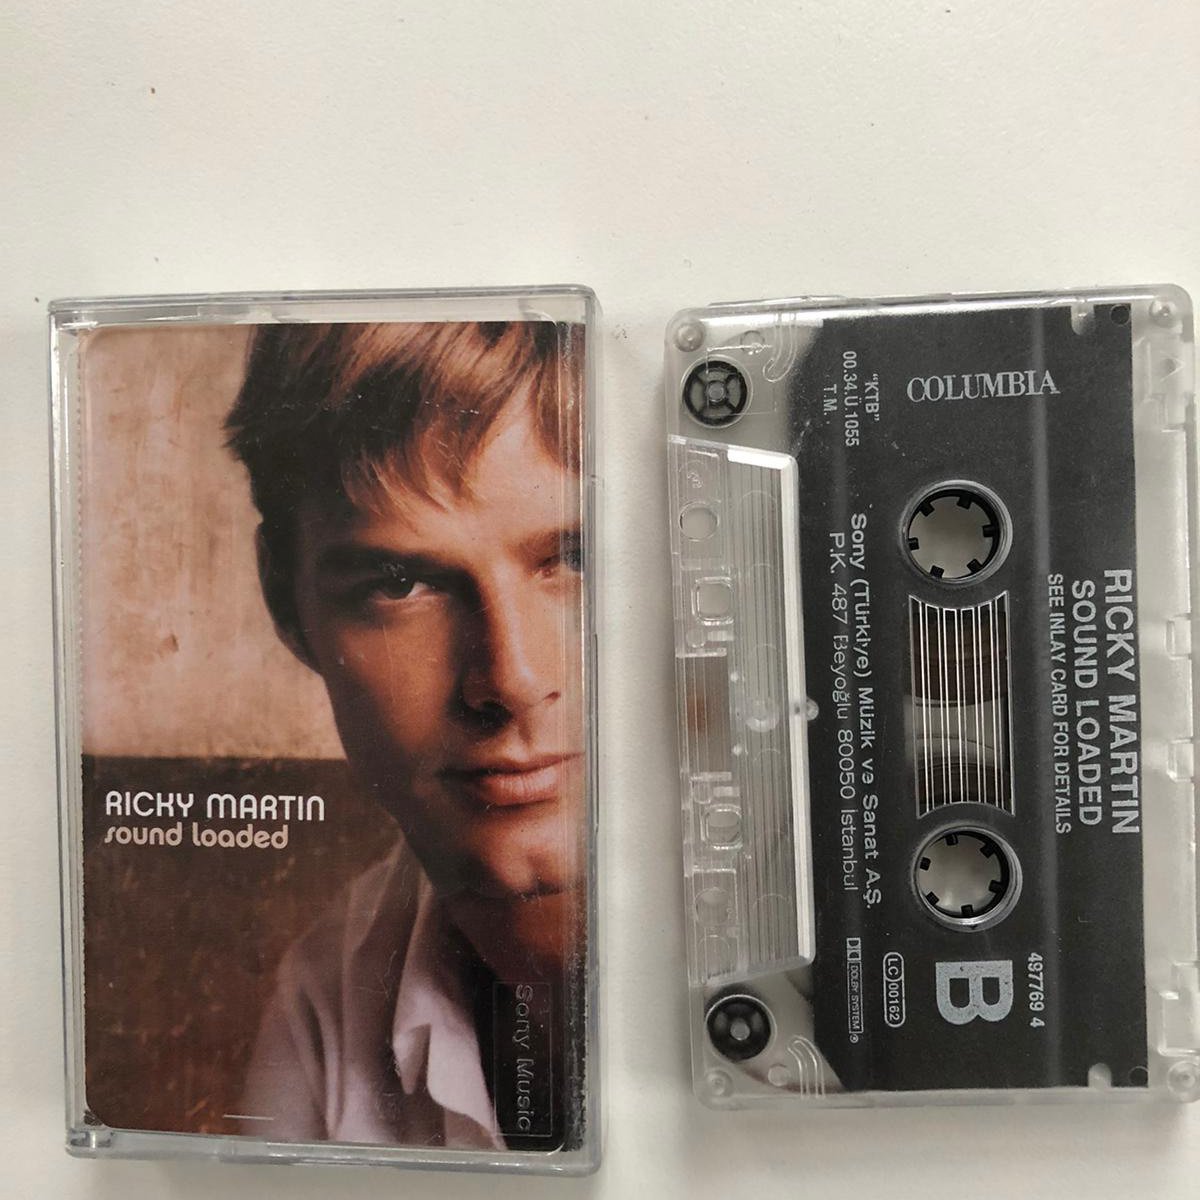 RICKY MARTIN
sound loaded
Sony Music
COLUMBIA
"KTB"
00.34.Ü.1055
T.M.
RICKY MARTIN
SOUND LOADED
SEE INLAY CARD FOR DETAILS
Sony (Türkiye) Müzik ve Sanat A.Ş.
P.K. 487 Beyoğlu 80050 Istanbul
497769 4
B
LC 00162
DOLBY SYSTEM ®